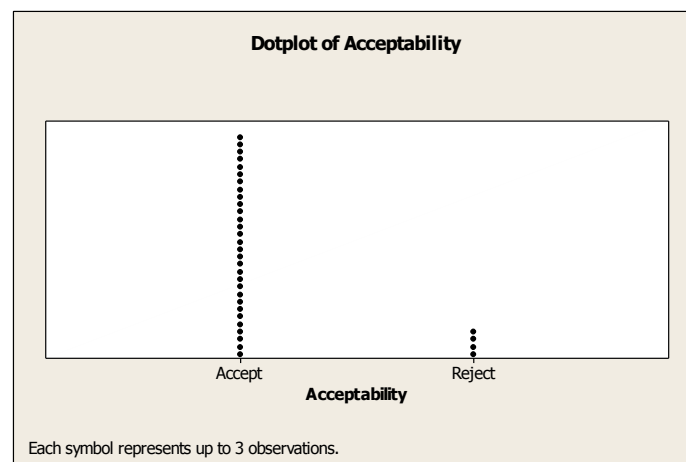 Dotplot of Acceptability
Accept Reject
Acceptability
Each symbol represents up to 3 observations.